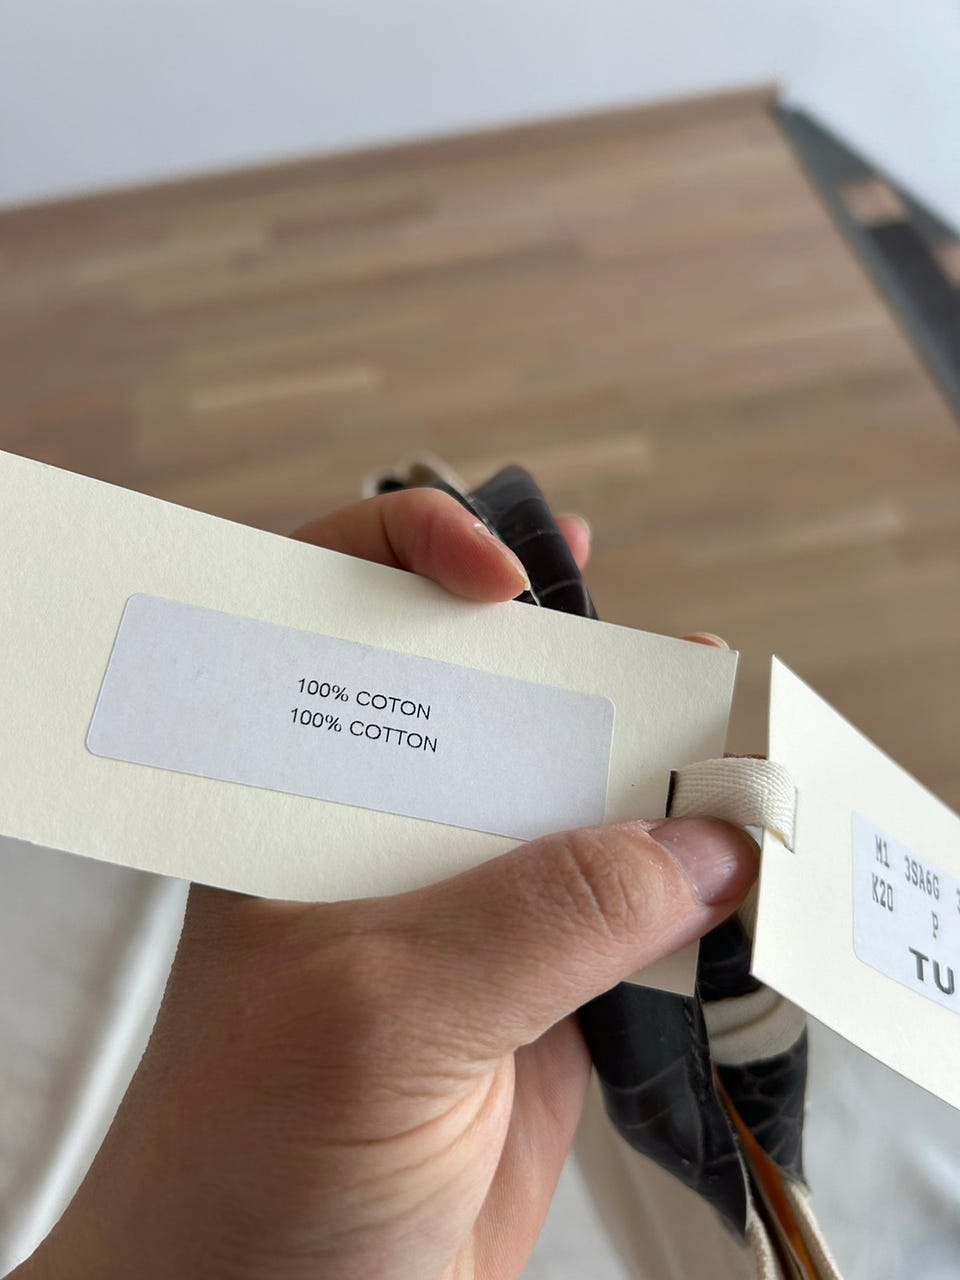 100% COTON
100% COTTON
M1 3SA6G
K20 P
TU